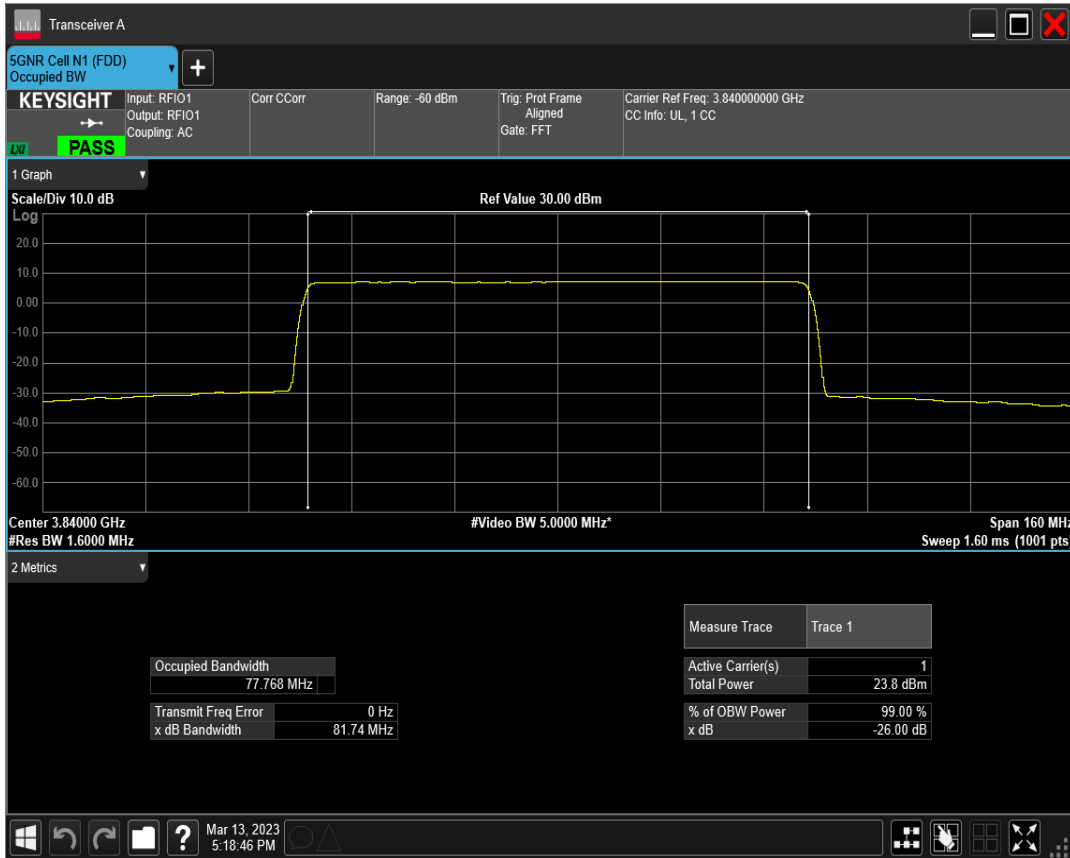 Transceiver A
5GNR Cell N1 (FDD)
Occupied BW
+
KEYSIGHT
LXI
PASS
Input: RFIO1
Output: RFIO1
Coupling: AC
Corr CCorr
Range: -60 dBm
Trig: Prot Frame
Aligned
Gate: FFT
Carrier Ref Freq: 3.840000000 GHz
CC Info: UL, 1 CC
1 Graph
Scale/Div 10.0 dB
Ref Value 30.00 dBm
Log
20.0
10.0
0.00
-10.0
-20.0
-30.0
-40.0
-50.0
-60.0
Center 3.84000 GHz
#Video BW 5.0000 MHz*
Span 160 MHz
#Res BW 1.6000 MHz
Sweep 1.60 ms (1001 pts)
2 Metrics
Measure Trace Trace 1
Occupied Bandwidth
77.768 MHz
Transmit Freq Error 0 Hz
x dB Bandwidth 81.74 MHz
Active Carrier(s) 1
Total Power 23.8 dBm
% of OBW Power 99.00 %
x dB -26.00 dB
?
Mar 13, 2023
5:18:46 PM